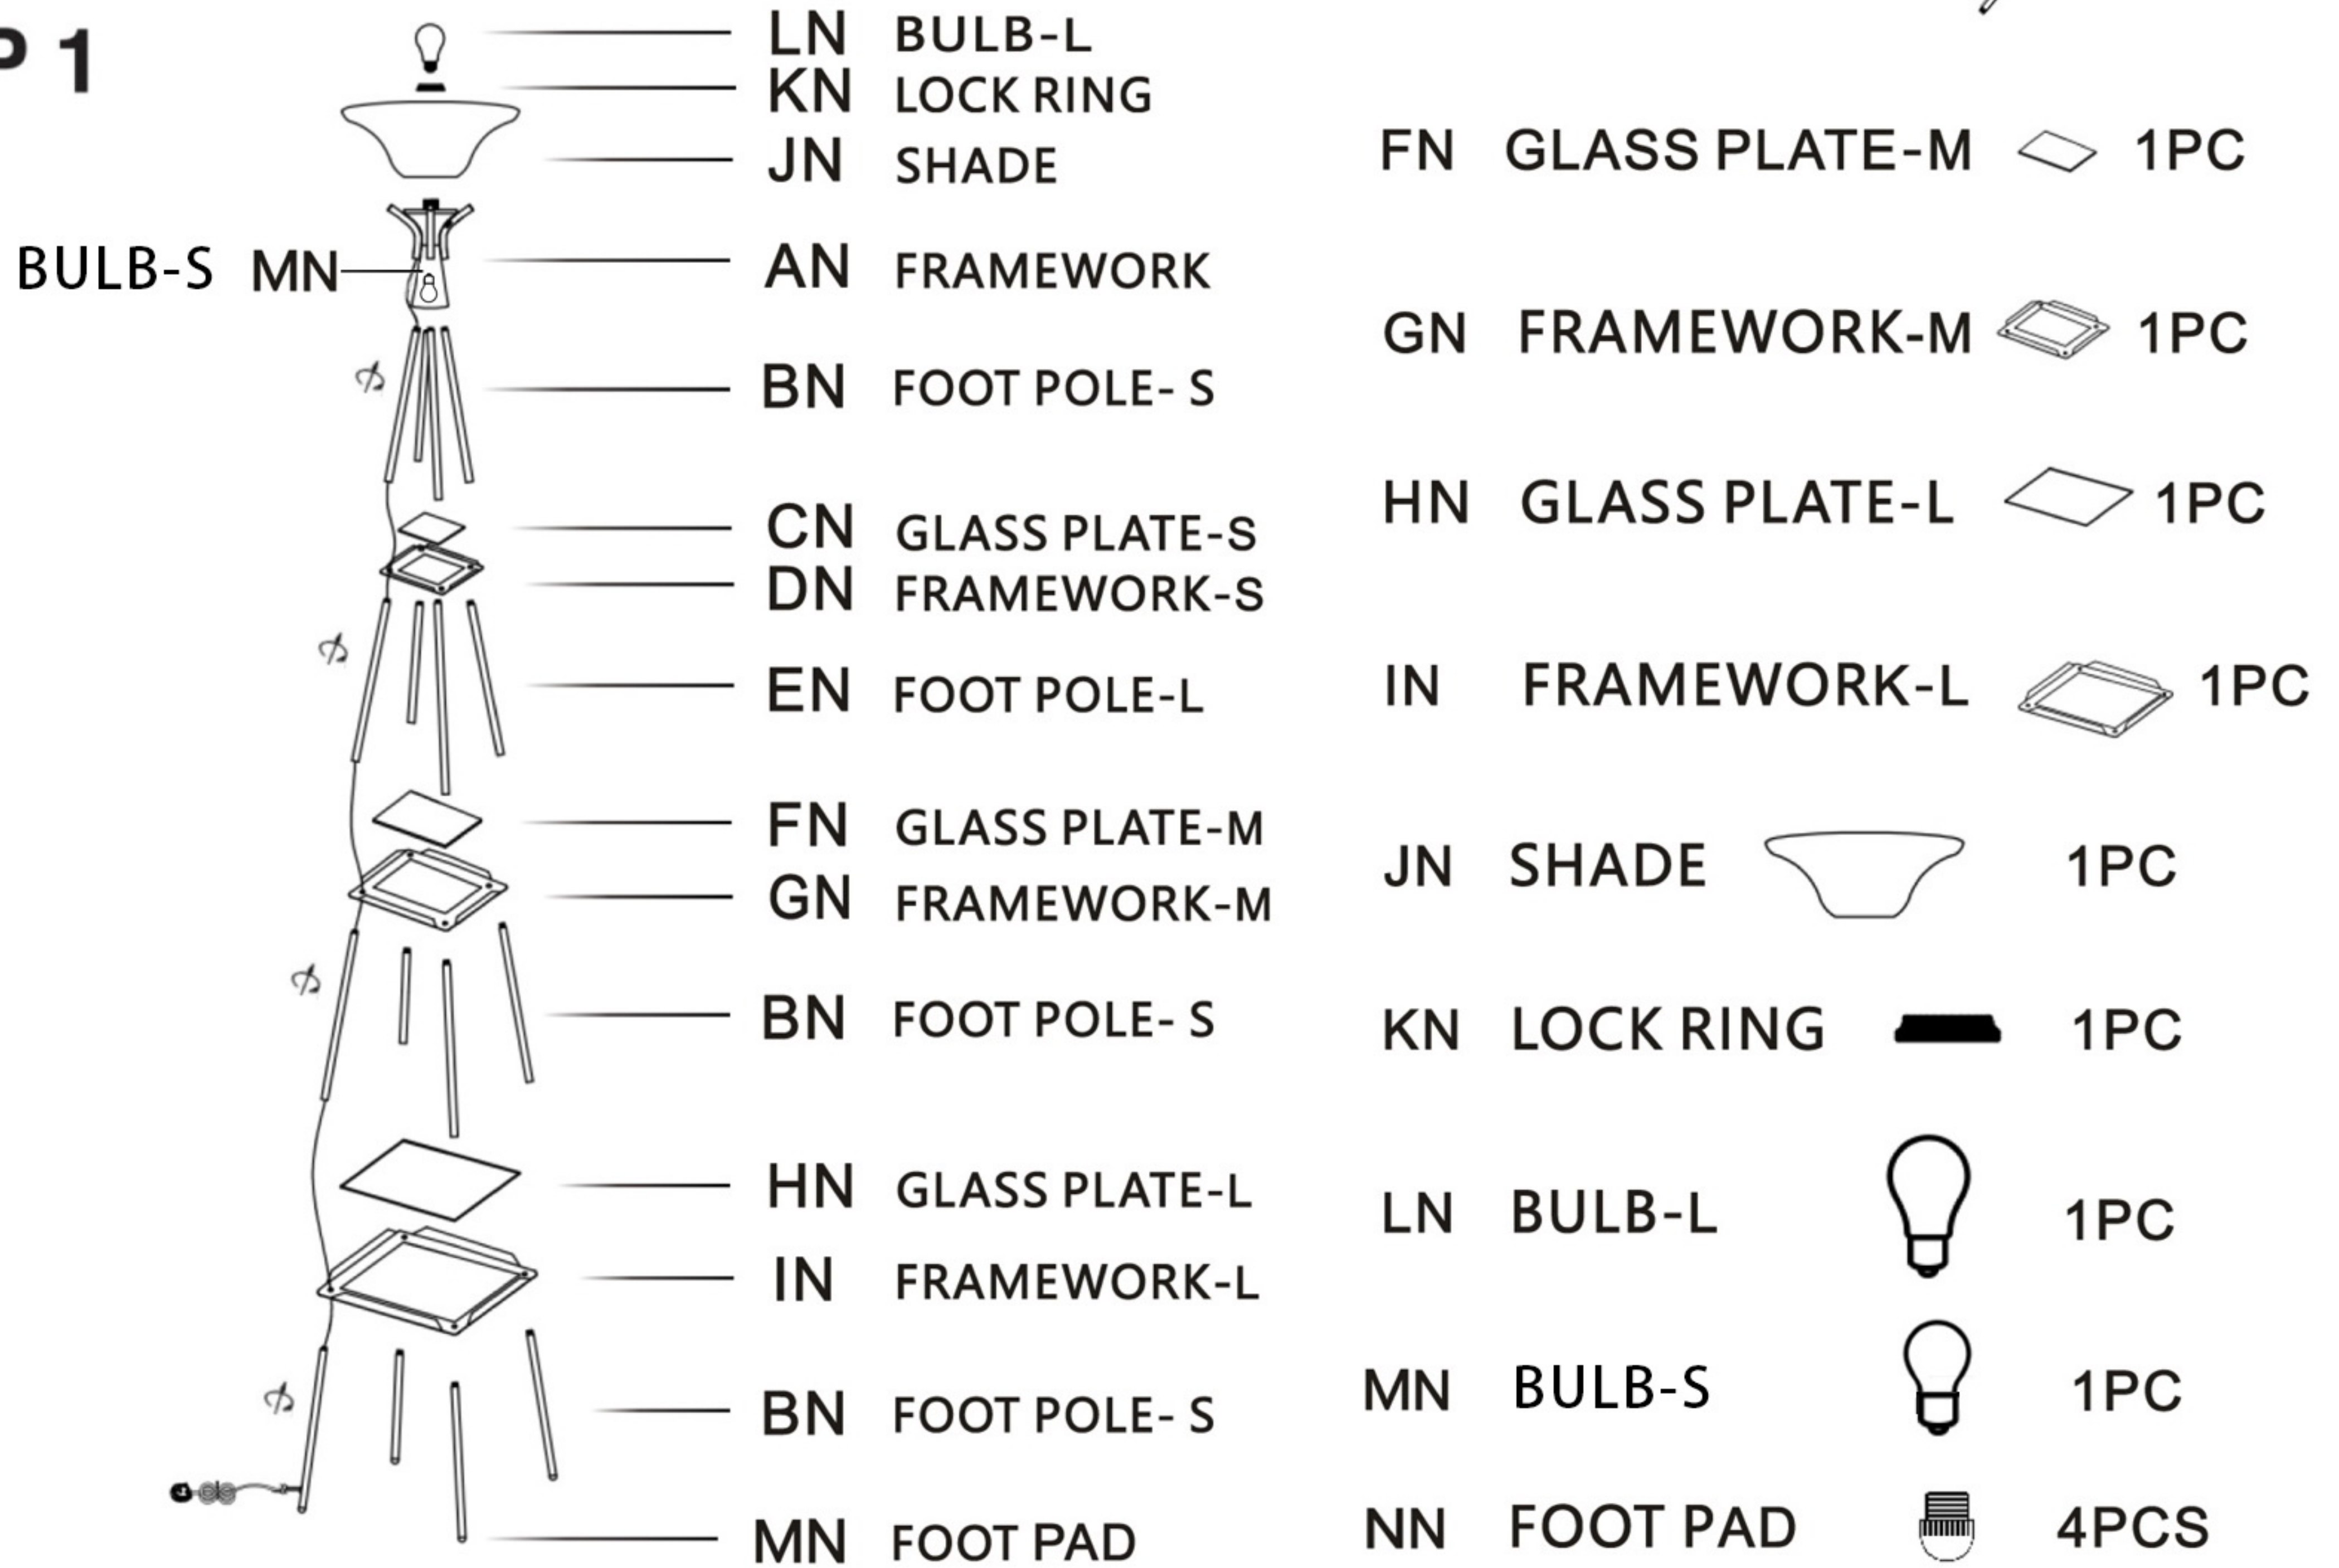 P 1
LN BULB-L
KN LOCK RING
JN SHADE
BULB-S MN
AN FRAMEWORK
BN FOOT POLE- S
CN GLASS PLATE-S
DN FRAMEWORK-S
EN FOOT POLE-L
FN GLASS PLATE-M
GN FRAMEWORK-M
BN FOOT POLE- S
HN GLASS PLATE-L
IN FRAMEWORK-L
BN FOOT POLE- S
MN FOOT PAD
FN GLASS PLATE-M 1PC
GN FRAMEWORK-M 1PC
HN GLASS PLATE-L 1PC
IN FRAMEWORK-L 1PC
JN SHADE 1PC
KN LOCK RING 1PC
LN BULB-L 1PC
MN BULB-S 1PC
NN FOOT PAD 4PCS